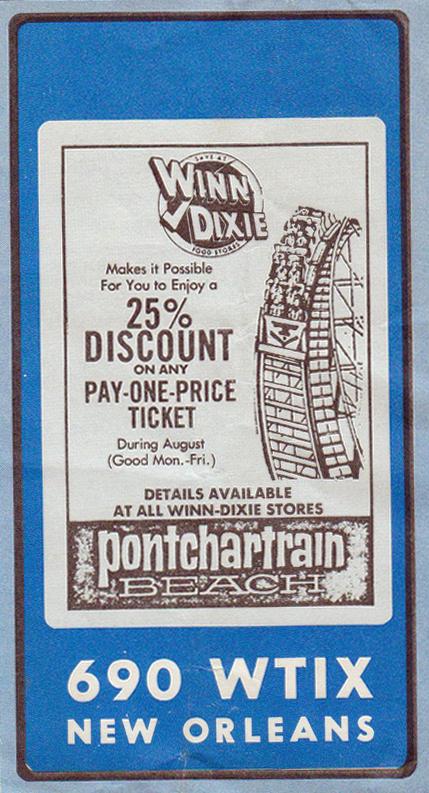 SAVE AT
WINN
DIXIE
FOOD STORES
Makes it Possible
For You to Enjoy a
25%
DISCOUNT
ON ANY
PAY-ONE-PRICE
TICKET
During August
(Good Mon.-Fri.)
DETAILS AVAILABLE
AT ALL WINN-DIXIE STORES
pontchartrain
BEACH
690 WTIX
NEW ORLEANS